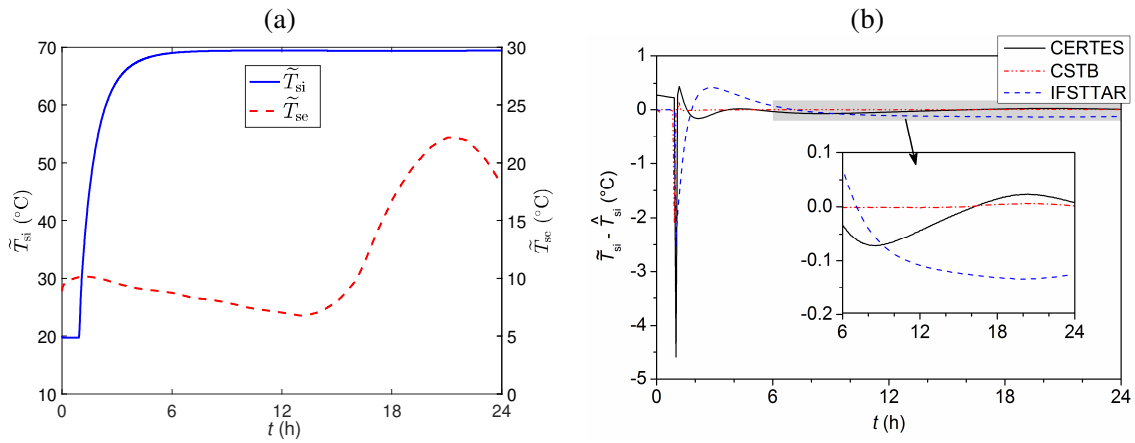 (a)
70
60
50
40
30
20
10
T̃si (°C)
T̃si
T̃se
30
25
20
15
10
5
0
T̃se (°C)
0 6 12 18 24
t (h)
(b)
CERTES
CSTB
IFSTTAR
1
0
-1
-2
-3
-4
-5
T̃si - T̂si (°C)
0.1
0.0
-0.1
-0.2
6 12 18 24
0 6 12 18 24
t (h)